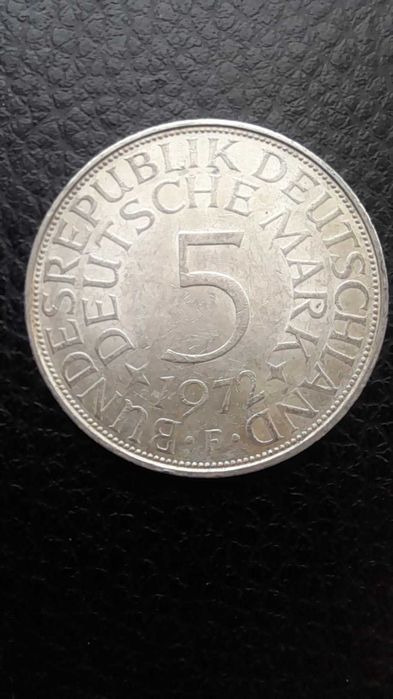 BUNDESREPUBLIK DEUTSCHLAND
DEUTSCHE MARK
5
1972
F